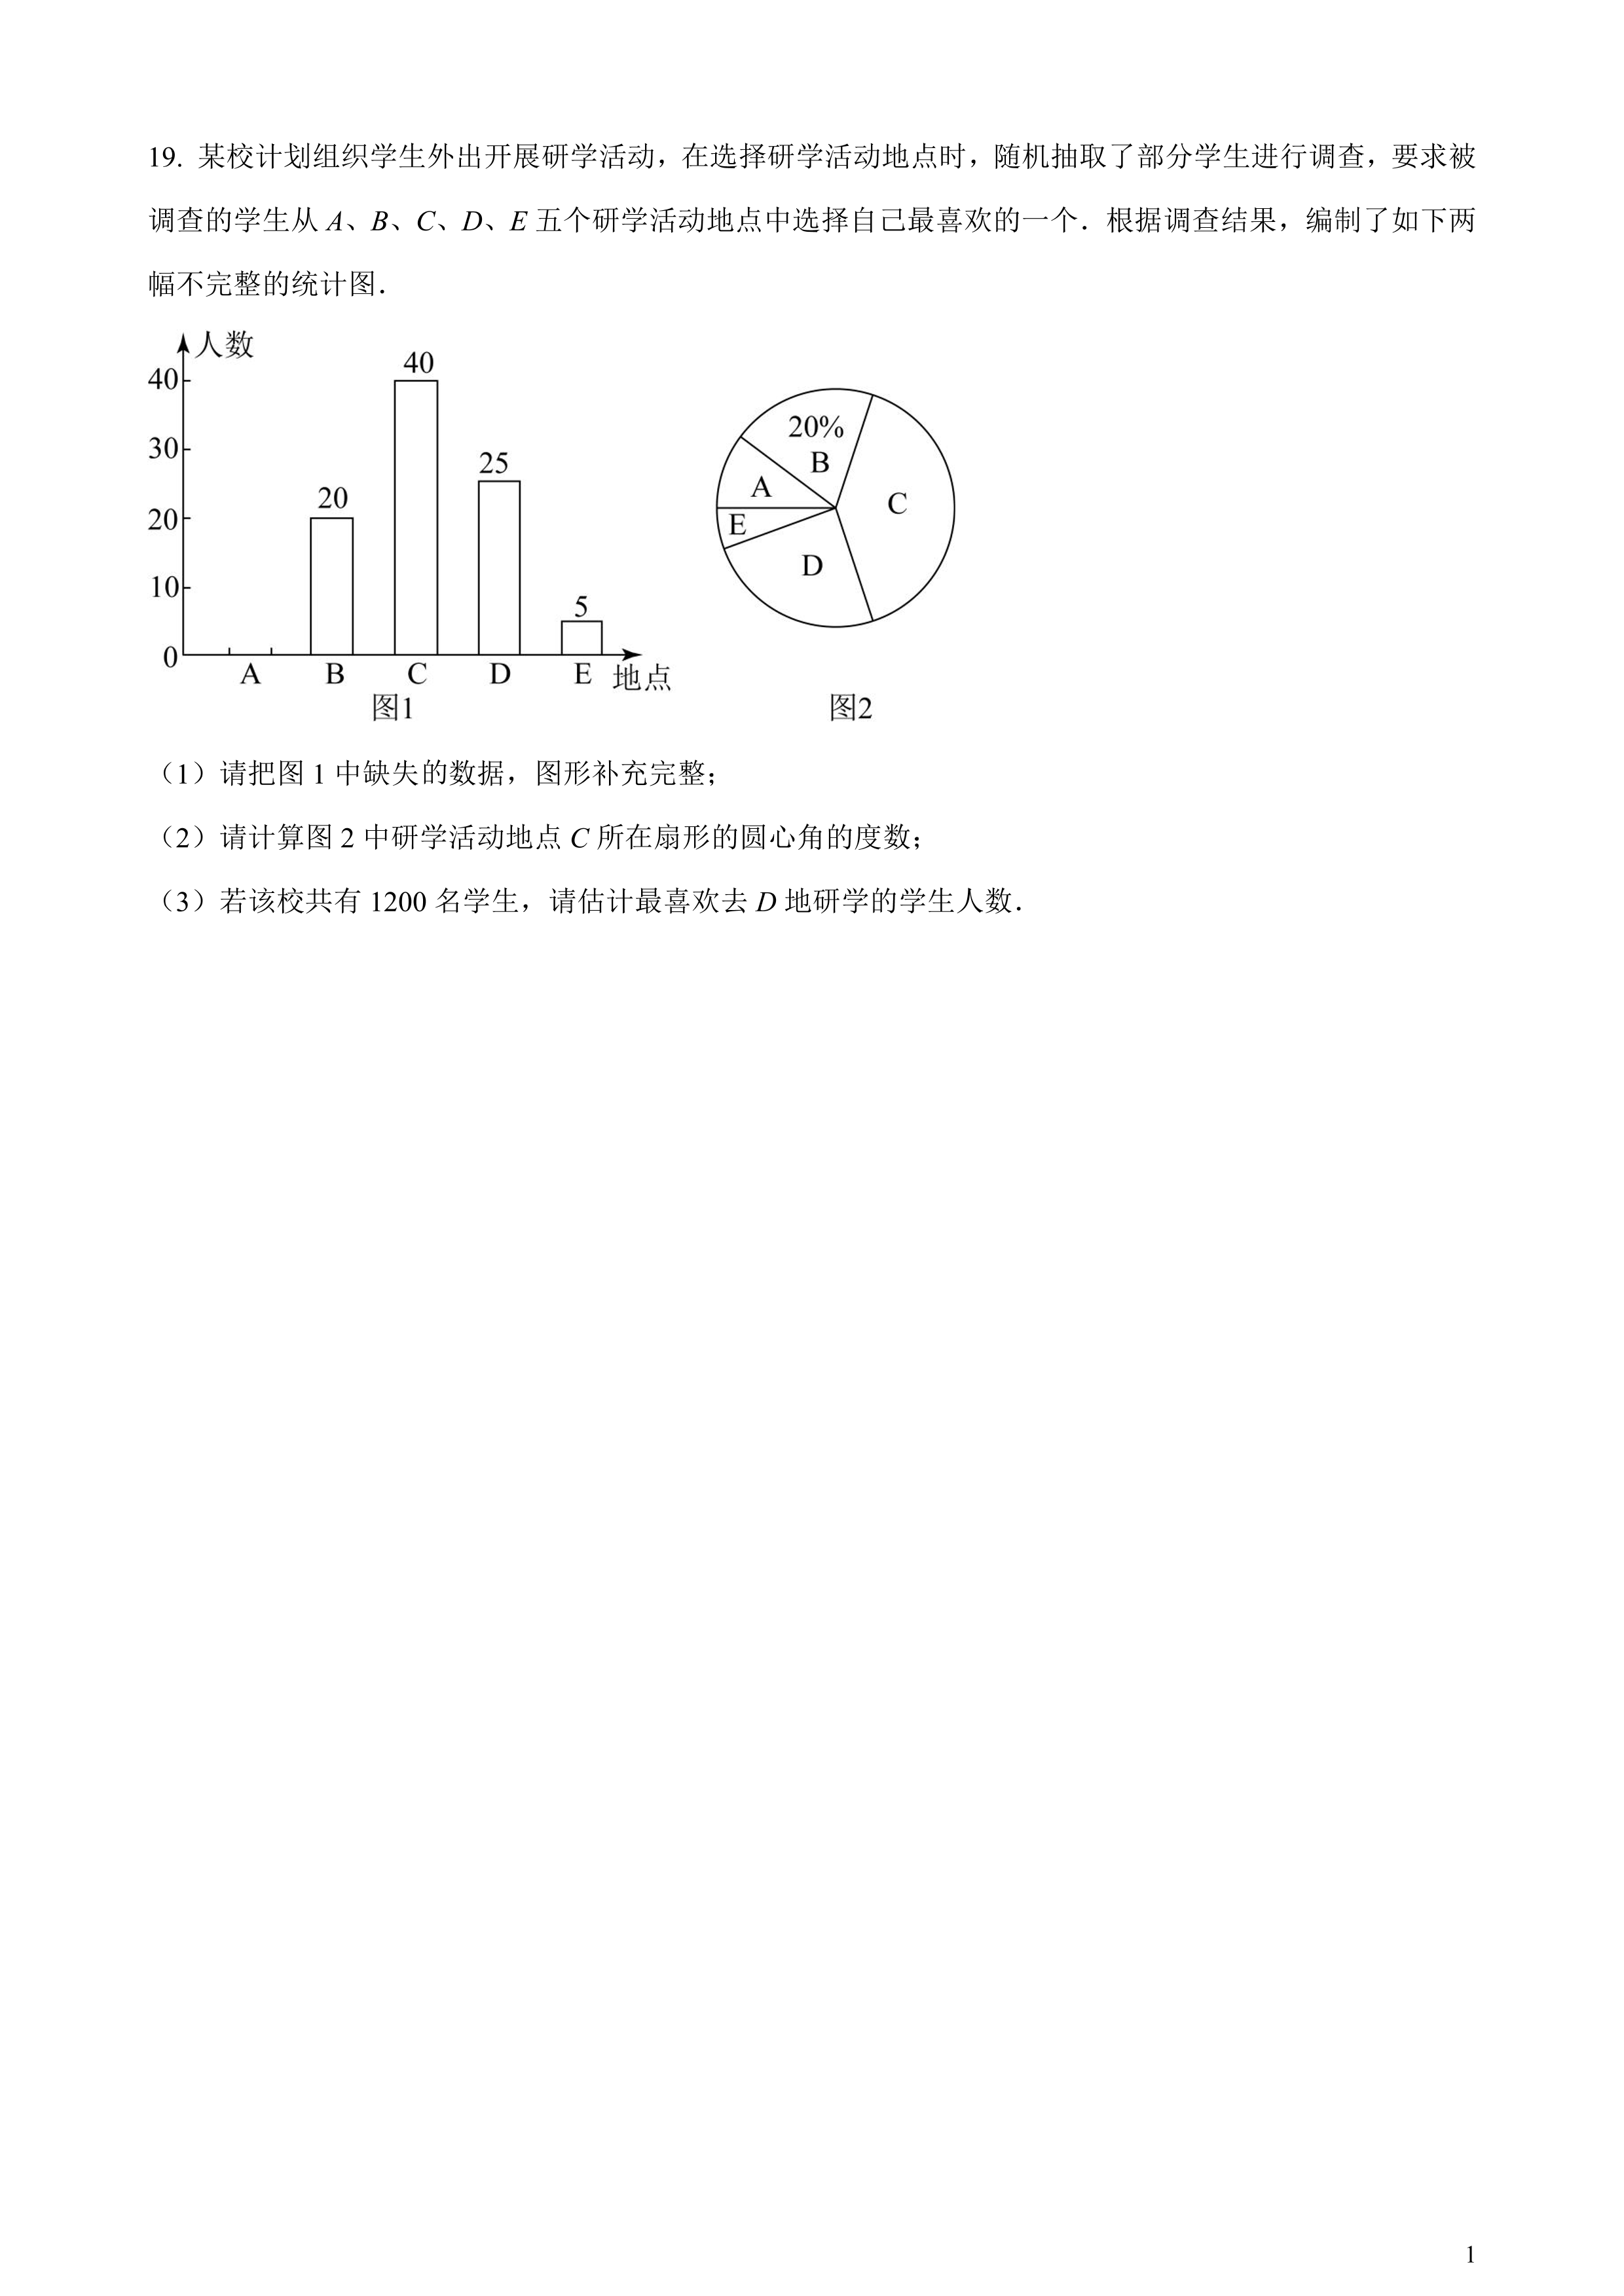 19. 某校计划组织学生外出开展研学活动，在选择研学活动地点时，随机抽取了部分学生进行调查，要求被
调查的学生从 A、B、C、D、E 五个研学活动地点中选择自己最喜欢的一个．根据调查结果，编制了如下两
幅不完整的统计图．
人数
40
30
20
10
0
20
40
25
5
A B C D E 地点
图1
20%
B
A
C
E
D
图2
（1）请把图 1 中缺失的数据，图形补充完整；
（2）请计算图 2 中研学活动地点 C 所在扇形的圆心角的度数；
（3）若该校共有 1200 名学生，请估计最喜欢去 D 地研学的学生人数．
1